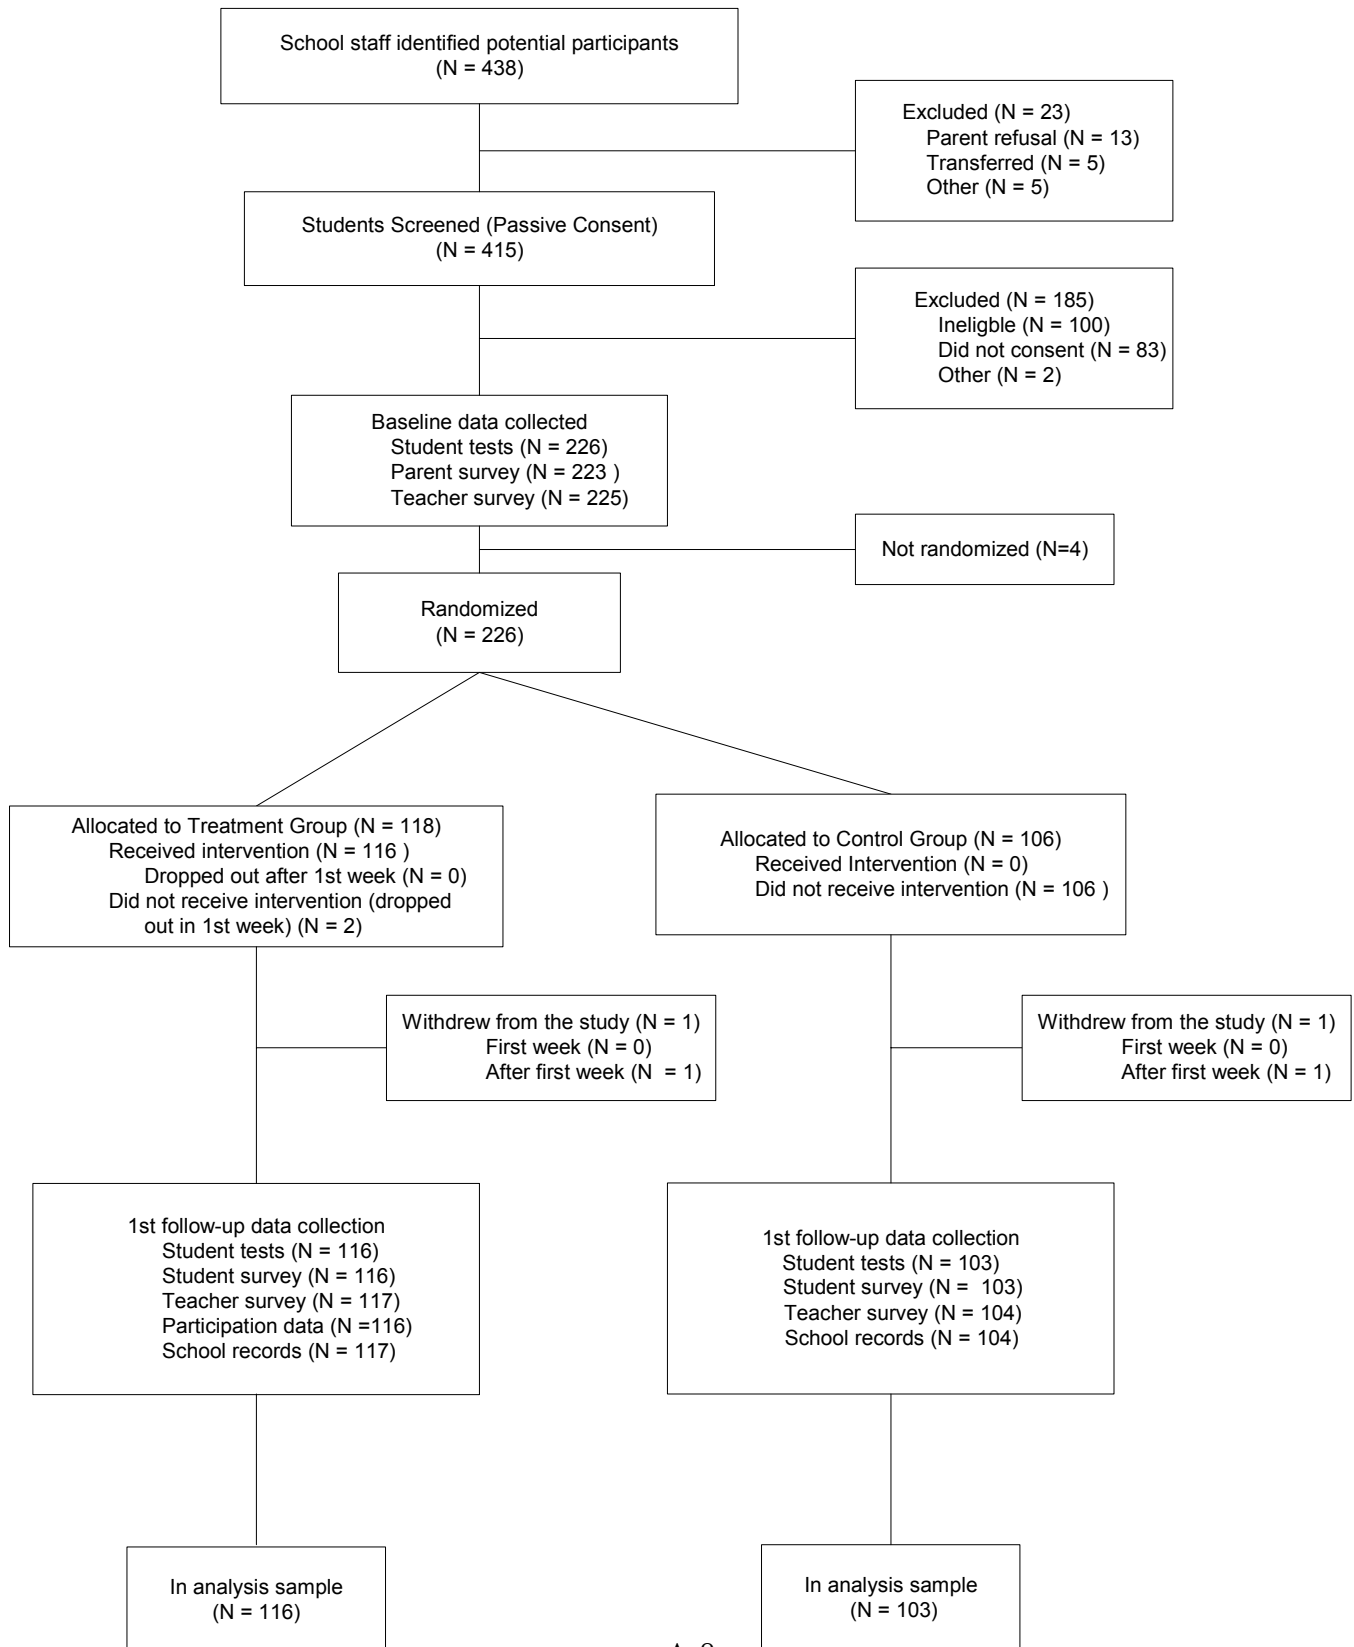 School staff identified potential participants
(N = 438)
Excluded (N = 23)
Parent refusal (N = 13)
Transferred (N = 5)
Other (N = 5)
Students Screened (Passive Consent)
(N = 415)
Excluded (N = 185)
Ineligble (N = 100)
Did not consent (N = 83)
Other (N = 2)
Baseline data collected
Student tests (N = 226)
Parent survey (N = 223 )
Teacher survey (N = 225)
Not randomized (N=4)
Randomized
(N = 226)
Allocated to Treatment Group (N = 118)
Received intervention (N = 116 )
Dropped out after 1st week (N = 0)
Did not receive intervention (dropped
out in 1st week) (N = 2)
Allocated to Control Group (N = 106)
Received Intervention (N = 0)
Did not receive intervention (N = 106 )
Withdrew from the study (N = 1)
First week (N = 0)
After first week (N  = 1)
Withdrew from the study (N = 1)
First week (N = 0)
After first week (N = 1)
1st follow-up data collection
Student tests (N = 116)
Student survey (N = 116)
Teacher survey (N = 117)
Participation data (N =116)
School records (N = 117)
1st follow-up data collection
Student tests (N = 103)
Student survey (N =  103)
Teacher survey (N = 104)
School records (N = 104)
In analysis sample
(N = 116)
In analysis sample
(N = 103)